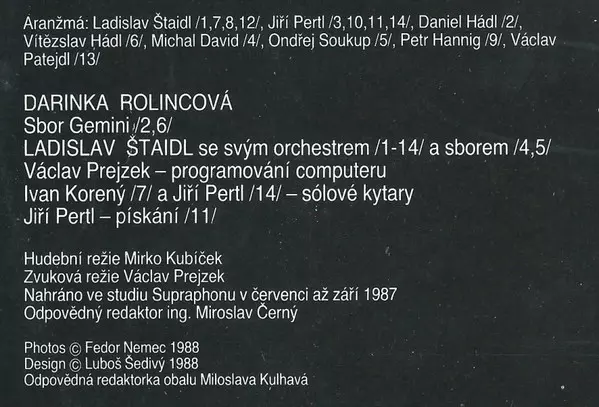 Aranžmá: Ladislav Štaidl /1,7,8,12/, Jiří Pertl /3,10,11,14/, Daniel Hádl /2/,
Vítězslav Hádl /6/, Michal David /4/, Ondřej Soukup /5/, Petr Hannig /9/, Václav
Patejdl /13/
DARINKA ROLINCOVÁ
Sbor Gemini /2,6/
LADISLAV ŠTAIDL se svým orchestrem /1-14/ a sborem /4,5/
Václav Prejzek – programování computeru
Ivan Korený /7/ a Jiří Pertl /14/ – sólové kytary
Jiří Pertl – pískání /11/
Hudební režie Mirko Kubíček
Zvuková režie Václav Prejzek
Nahráno ve studiu Supraphonu v červenci až září 1987
Odpovědný redaktor ing. Miroslav Černý
Photos © Fedor Nemec 1988
Design © Luboš Šedivý 1988
Odpovědná redaktorka obalu Miloslava Kulhavá